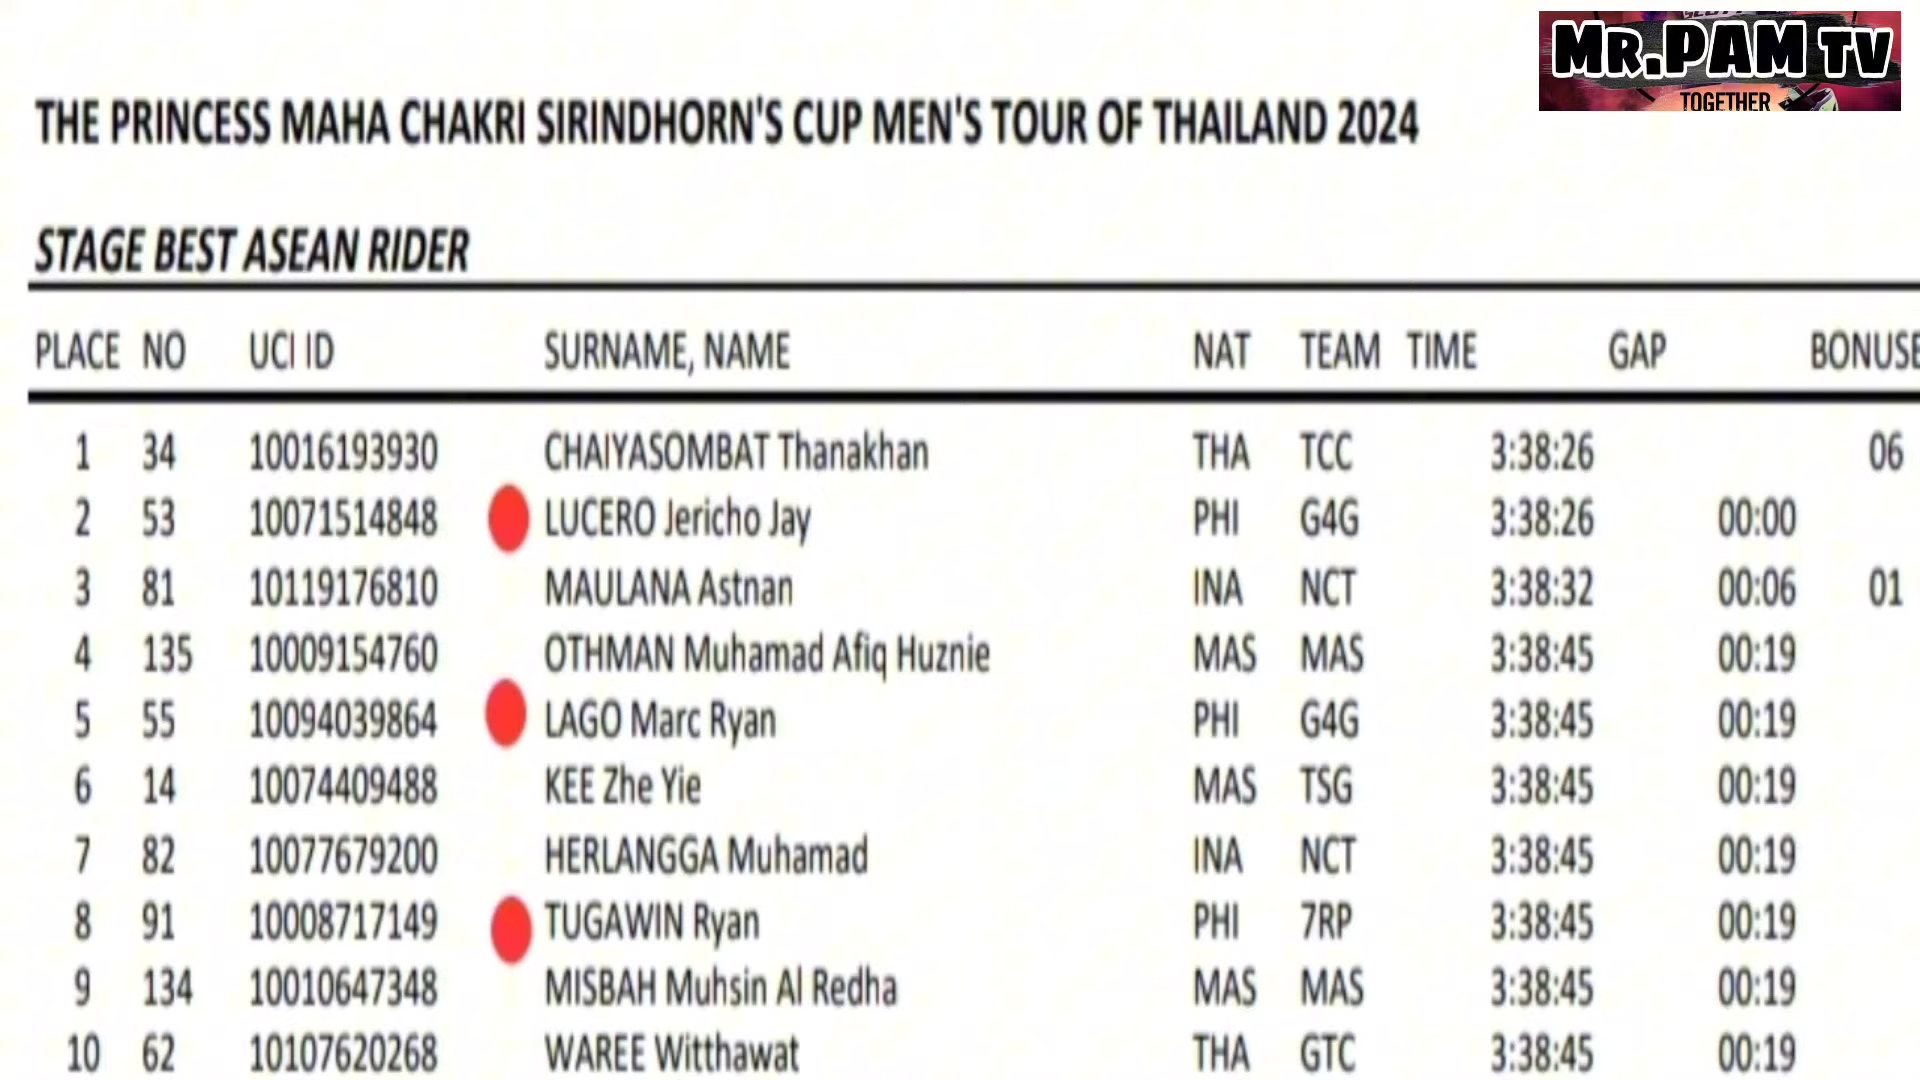 MR.PAM TV
TOGETHER
THE PRINCESS MAHA CHAKRI SIRINDHORN'S CUP MEN'S TOUR OF THAILAND 2024
STAGE BEST ASEAN RIDER
PLACE NO UCI ID SURNAME, NAME NAT TEAM TIME GAP BONUSE
1 34 10016193930 CHAIYASOMBAT Thanakhan THA TCC 3:38:26 06
2 53 10071514848 LUCERO Jericho Jay PHI G4G 3:38:26 00:00
3 81 10119176810 MAULANA Astnan INA NCT 3:38:32 00:06 01
4 135 10009154760 OTHMAN Muhamad Afiq Huznie MAS MAS 3:38:45 00:19
5 55 10094039864 LAGO Marc Ryan PHI G4G 3:38:45 00:19
6 14 10074409488 KEE Zhe Yie MAS TSG 3:38:45 00:19
7 82 10077679200 HERLANGGA Muhamad INA NCT 3:38:45 00:19
8 91 10008717149 TUGAWIN Ryan PHI 7RP 3:38:45 00:19
9 134 10010647348 MISBAH Muhsin Al Redha MAS MAS 3:38:45 00:19
10 62 10107620268 WAREE Witthawat THA GTC 3:38:45 00:19